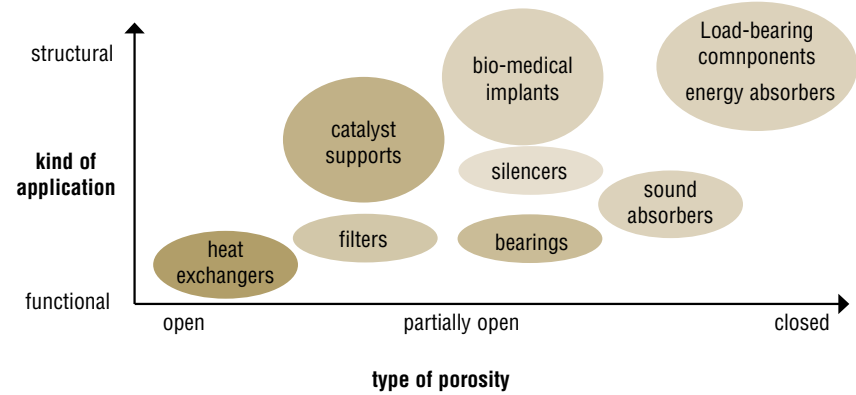 structural
kind of
application
functional
Load-bearing
comnponents
energy absorbers
bio-medical
implants
catalyst
supports
silencers
sound
absorbers
filters
bearings
heat
exchangers
open
partially open
closed
type of porosity